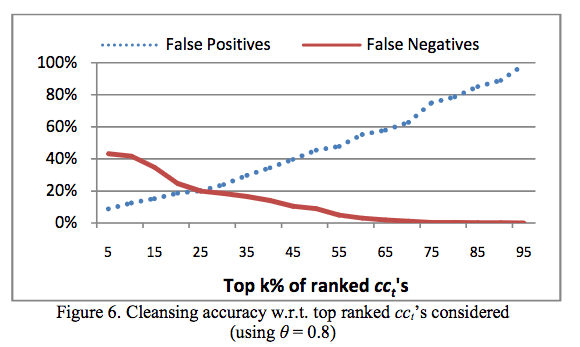 False Positives False Negatives
100%
80%
60%
40%
20%
0%
5 15 25 35 45 55 65 75 85 95
Top k% of ranked cct's
Figure 6. Cleansing accuracy w.r.t. top ranked cct's considered
(using θ = 0.8)